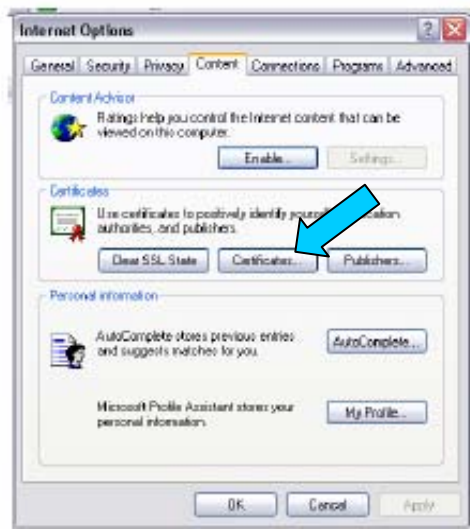 Internet Options
General Security Privacy Content Connections Programs Advanced
Content Advisor
Ratings help you control the Internet content that can be
viewed on this computer.
Enable... Settings...
Certificates
Use certificates to positively identify
authorities, and publishers.
Clear SSL State Certificates... Publishers...
Personal information
AutoComplete stores previous entries
and suggests matches for you.
AutoComplete...
Microsoft Profile Assistant stores your
personal information.
My Profile...
OK Cancel Apply